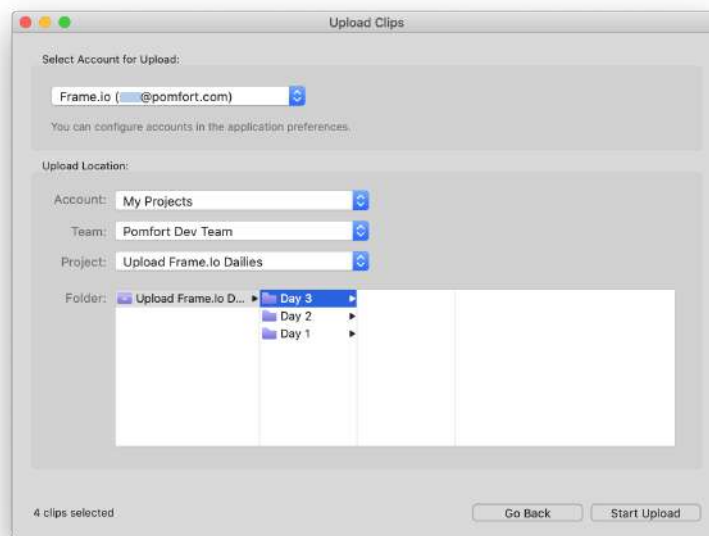 Upload Clips
Select Account for Upload:
Frame.io ( @pomfort.com)
You can configure accounts in the application preferences.
Upload Location:
Account: My Projects
Team: Pomfort Dev Team
Project: Upload Frame.Io Dailies
Folder: Upload Frame.Io D... Day 3
Day 2
Day 1
4 clips selected Go Back Start Upload